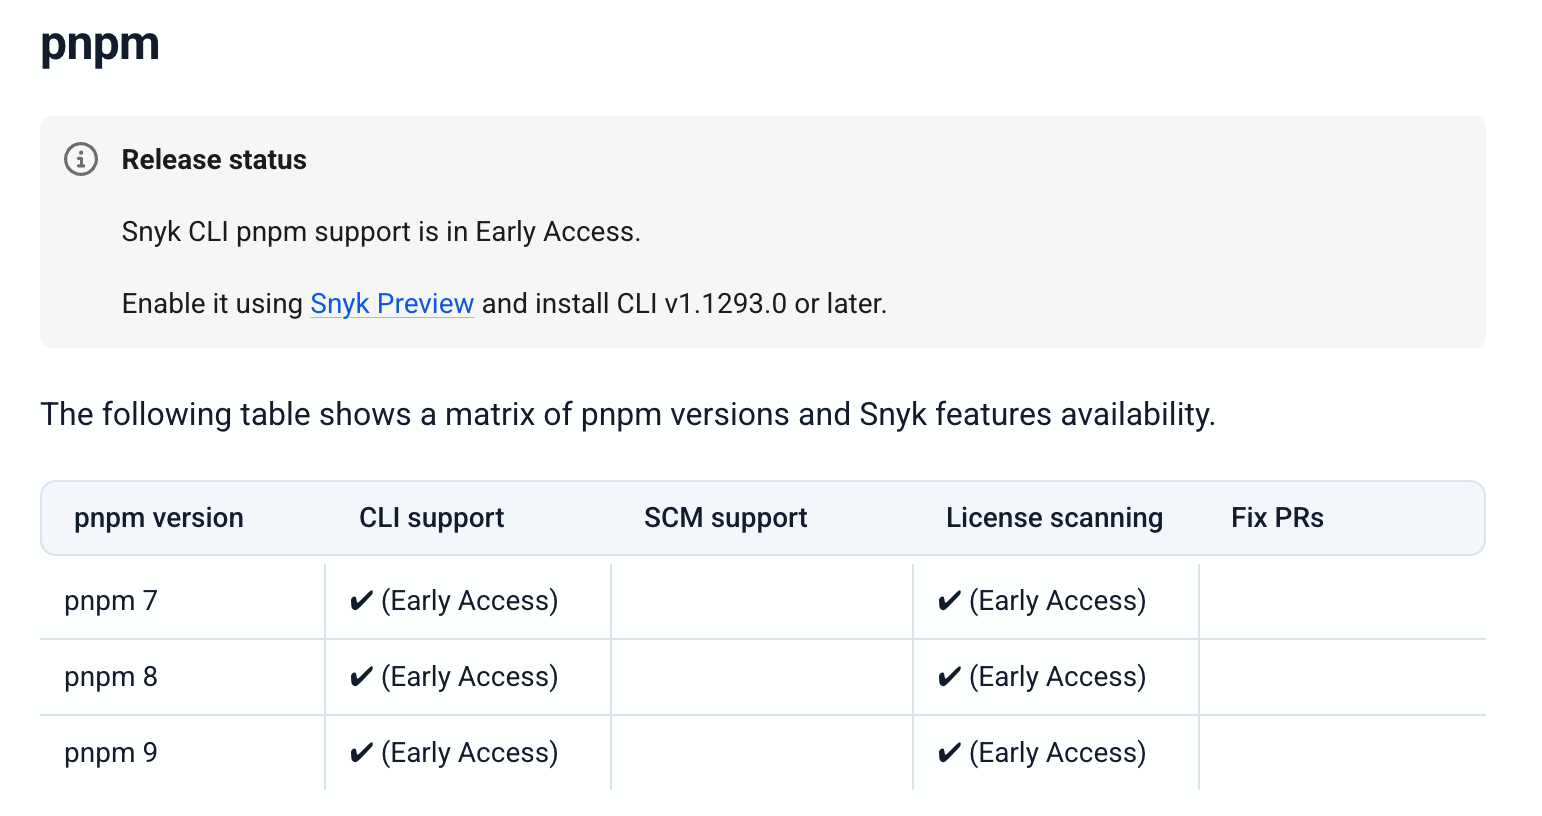 pnpm
Release status
Snyk CLI pnpm support is in Early Access.
Enable it using Snyk Preview and install CLI v1.1293.0 or later.
The following table shows a matrix of pnpm versions and Snyk features availability.
pnpm version CLI support SCM support License scanning Fix PRs
pnpm 7 ✔ (Early Access) ✔ (Early Access)
pnpm 8 ✔ (Early Access) ✔ (Early Access)
pnpm 9 ✔ (Early Access) ✔ (Early Access)